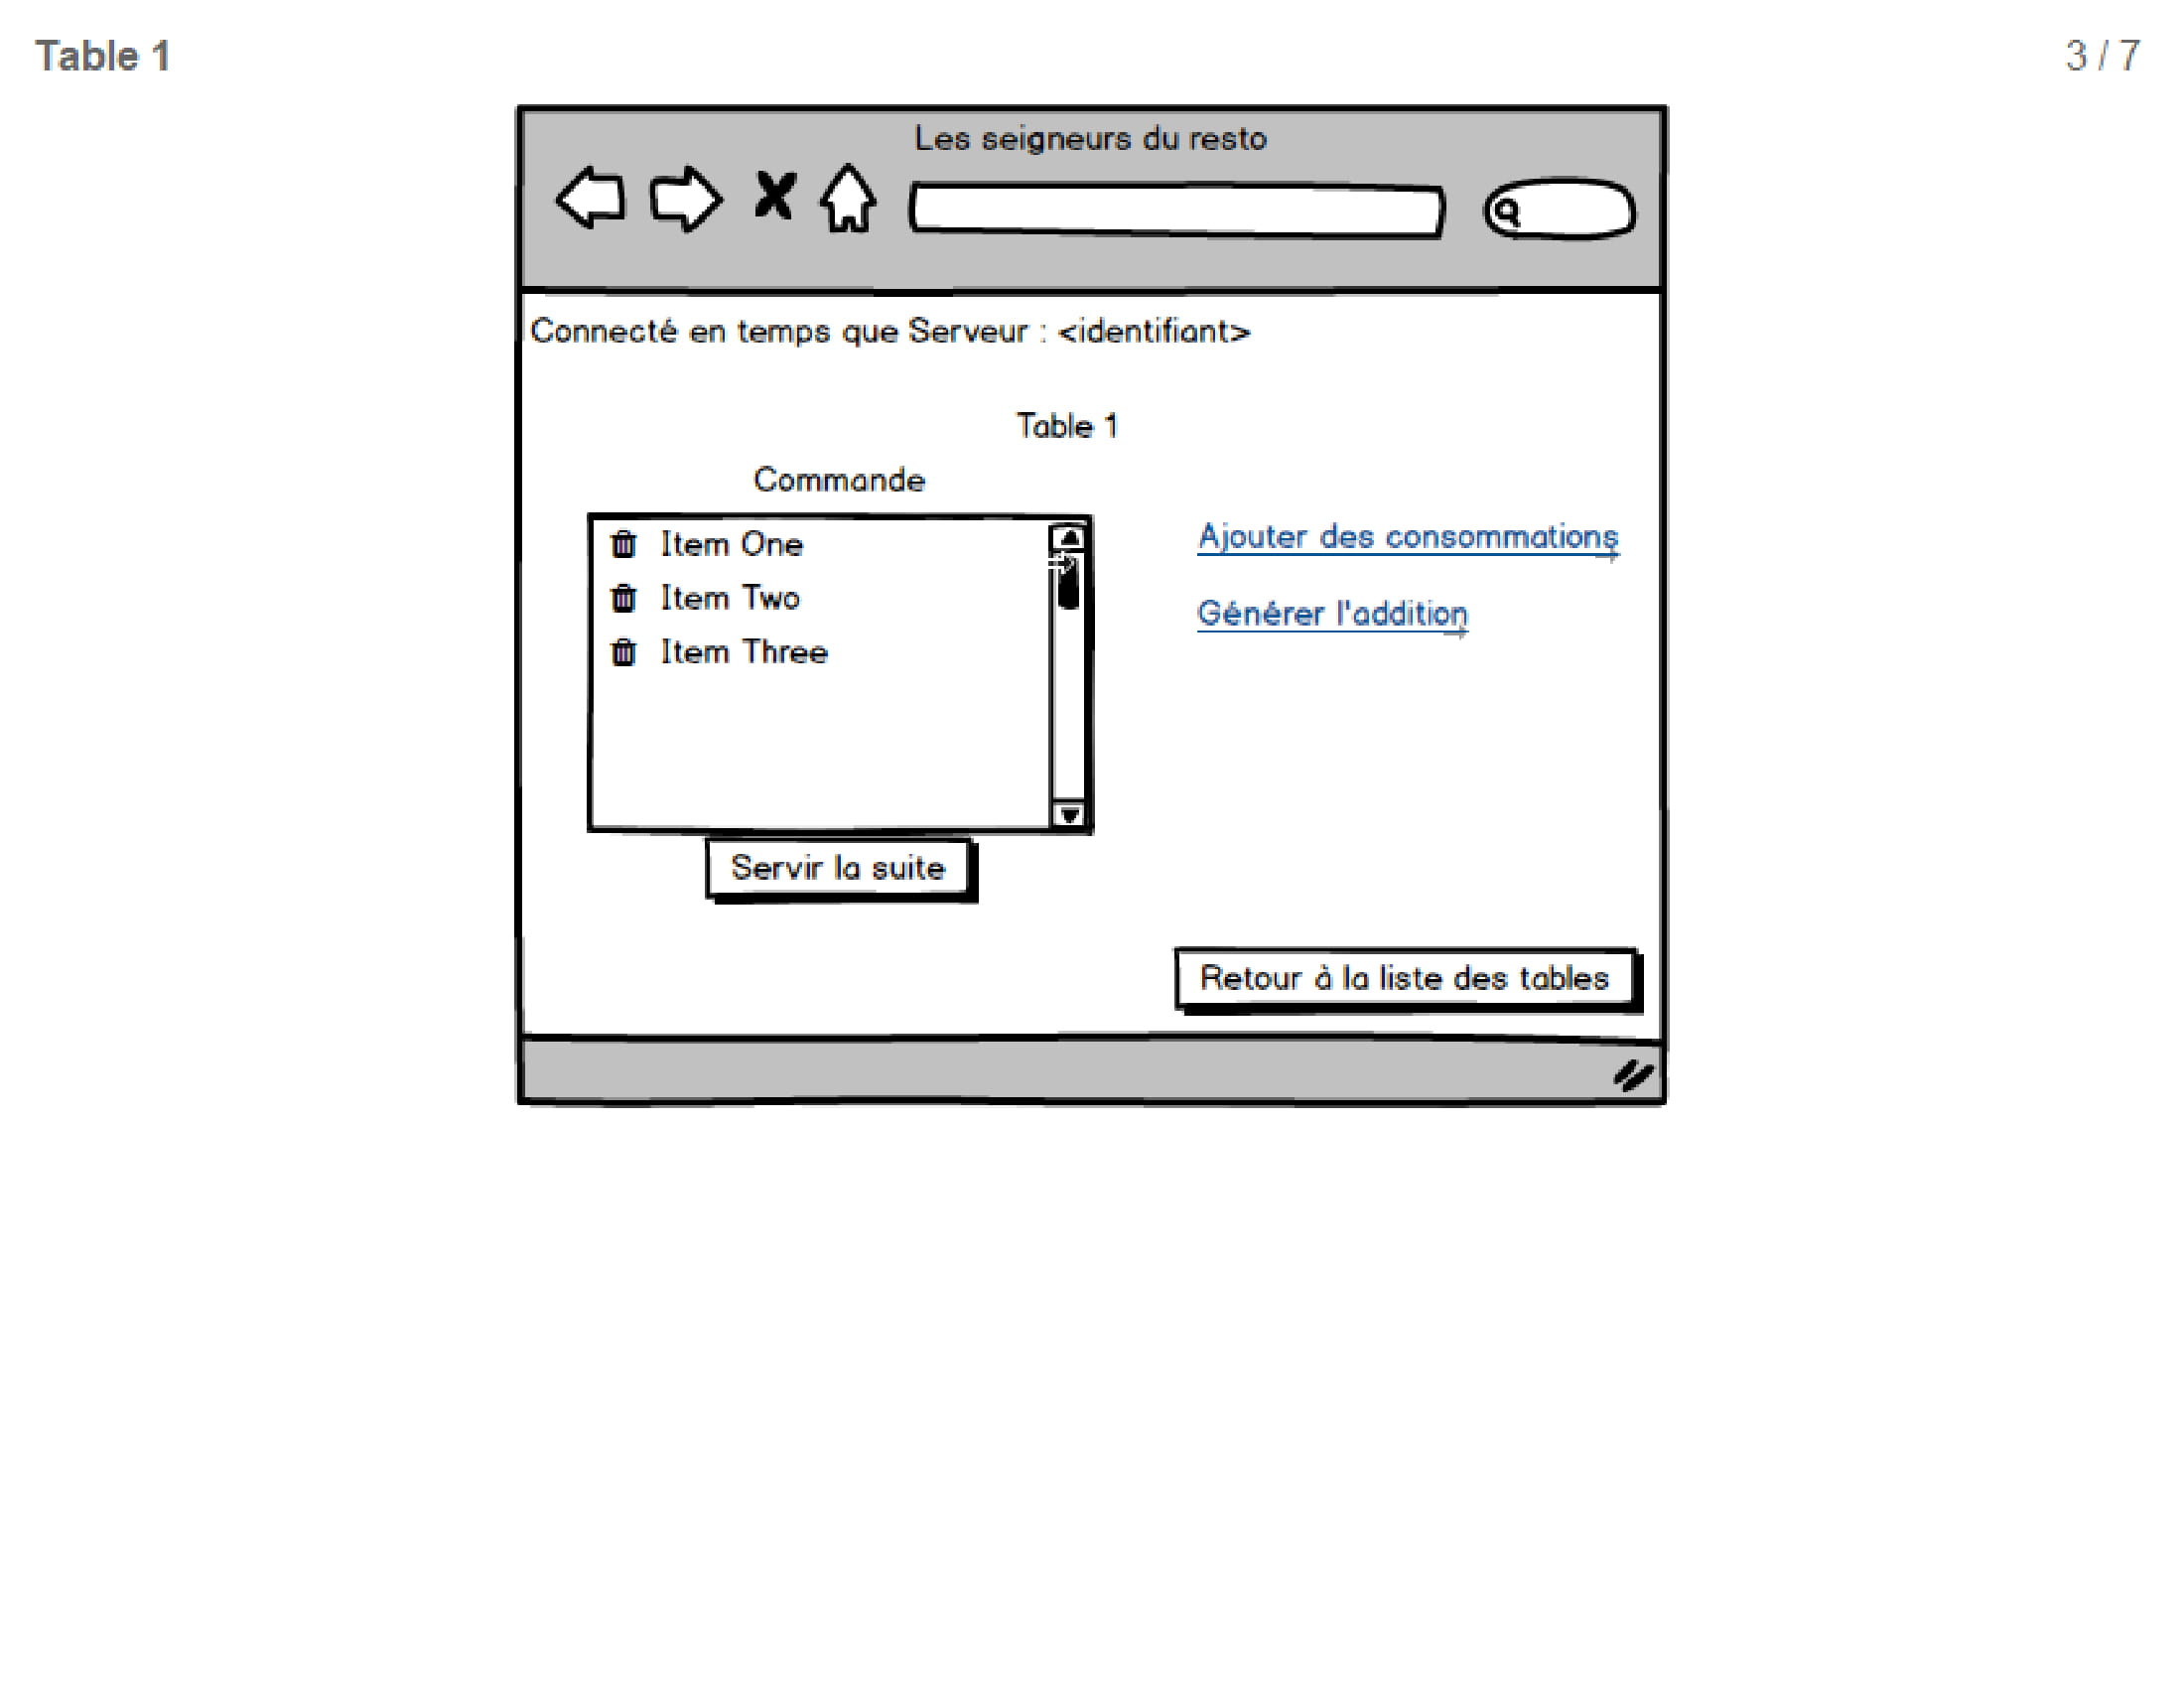 Table 1
3 / 7
Les seigneurs du resto
Connecté en temps que Serveur : <identifiant>
Table 1
Commande
Item One
Item Two
Item Three
Ajouter des consommations
Générer l'addition
Servir la suite
Retour à la liste des tables